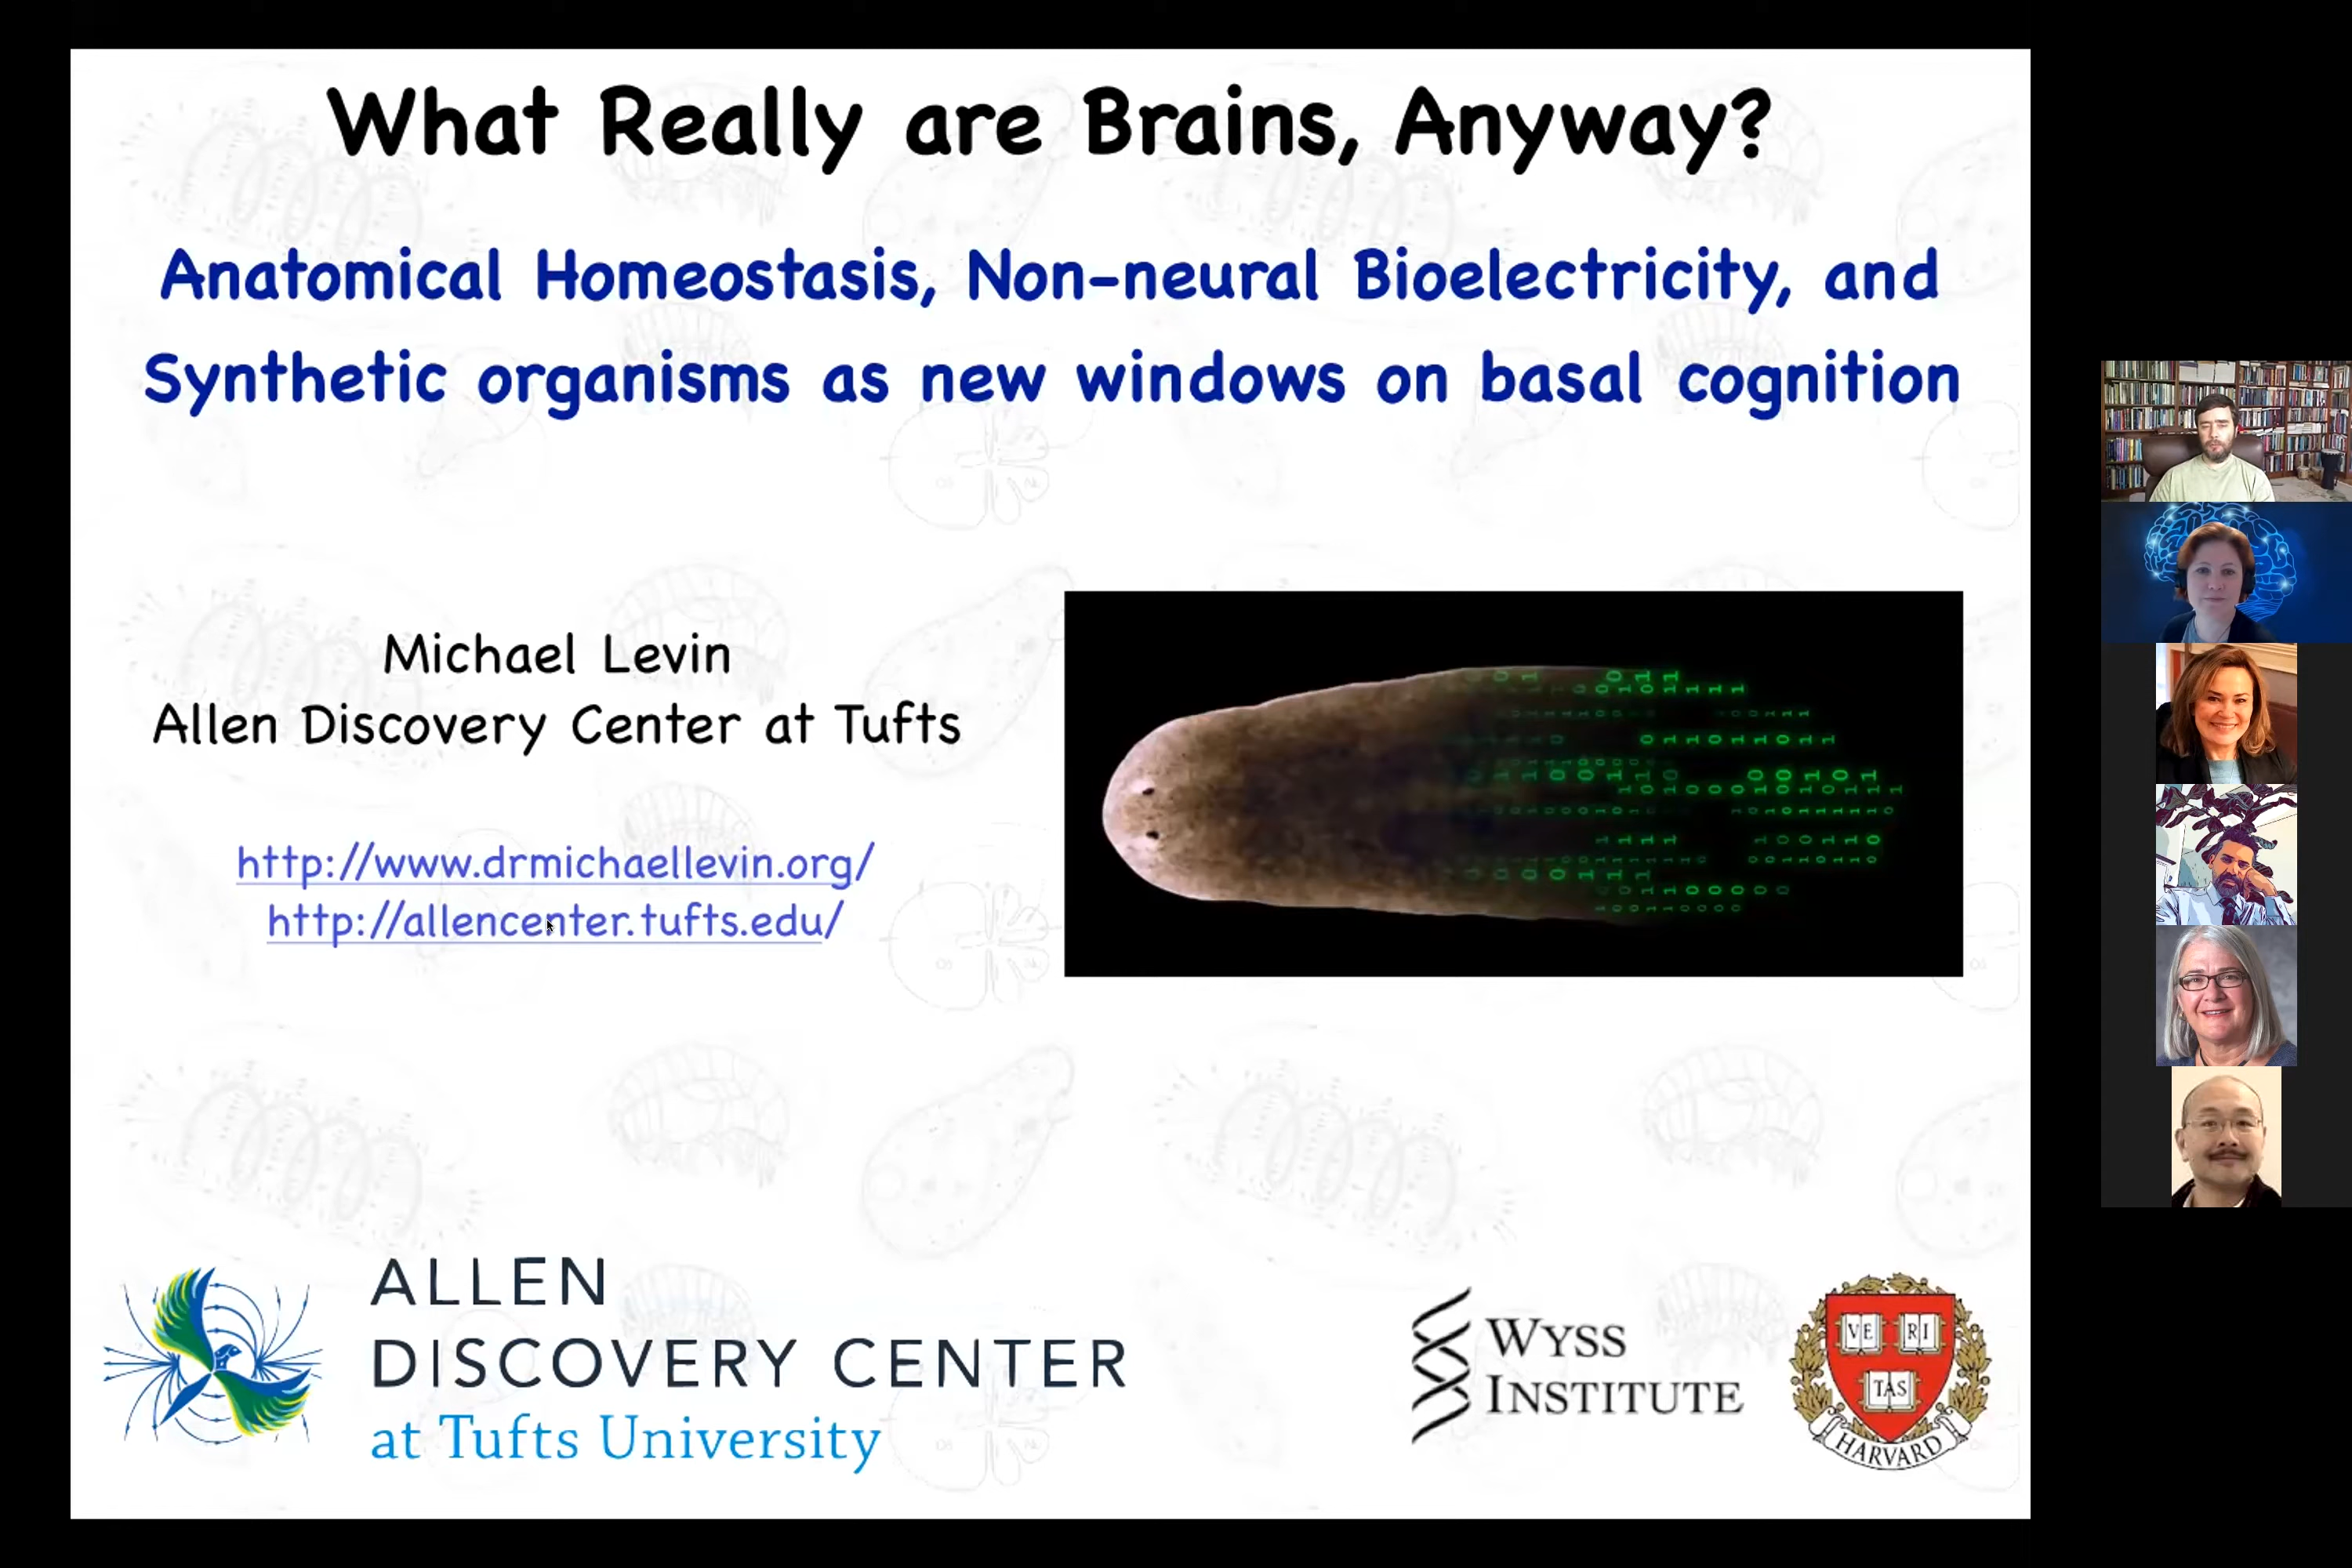 What Really are Brains, Anyway?
Anatomical Homeostasis, Non-neural Bioelectricity, and
Synthetic organisms as new windows on basal cognition
Michael Levin
Allen Discovery Center at Tufts
http://www.drmichaellevin.org/
http://allencenter.tufts.edu/
ALLEN
DISCOVERY CENTER
at Tufts University
WYSS
INSTITUTE
VE RI
TAS
HARVARD